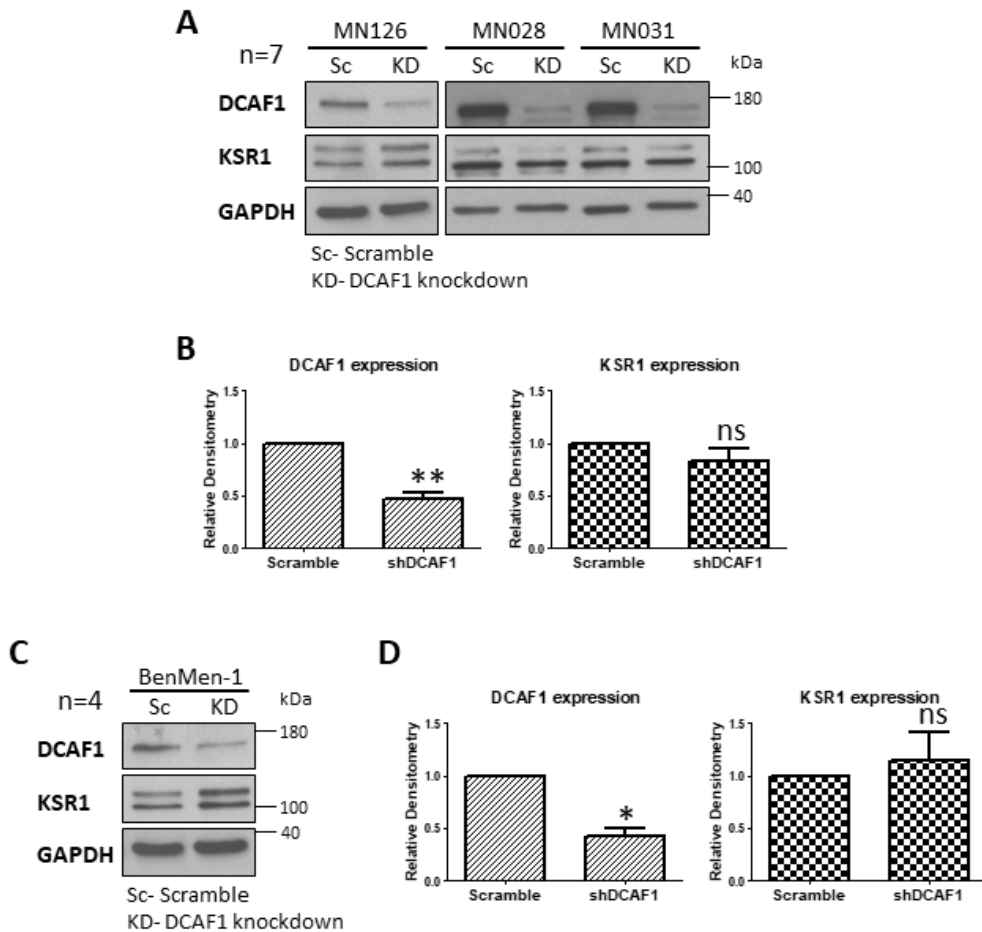 A
n=7
MN126 MN028 MN031
Sc KD Sc KD Sc KD kDa
DCAF1 180
KSR1 100
GAPDH 40
Sc- Scramble
KD- DCAF1 knockdown
B
DCAF1 expression
Relative Densitometry
1.5
1.0
0.5
0.0
**
Scramble shDCAF1
KSR1 expression
Relative Densitometry
1.5
1.0
0.5
0.0
ns
Scramble shDCAF1
C
n=4
BenMen-1
Sc KD kDa
DCAF1 180
KSR1 100
GAPDH 40
Sc- Scramble
KD- DCAF1 knockdown
D
DCAF1 expression
Relative Densitometry
1.5
1.0
0.5
0.0
*
Scramble shDCAF1
KSR1 expression
Relative Densitometry
1.5
1.0
0.5
0.0
ns
Scramble shDCAF1